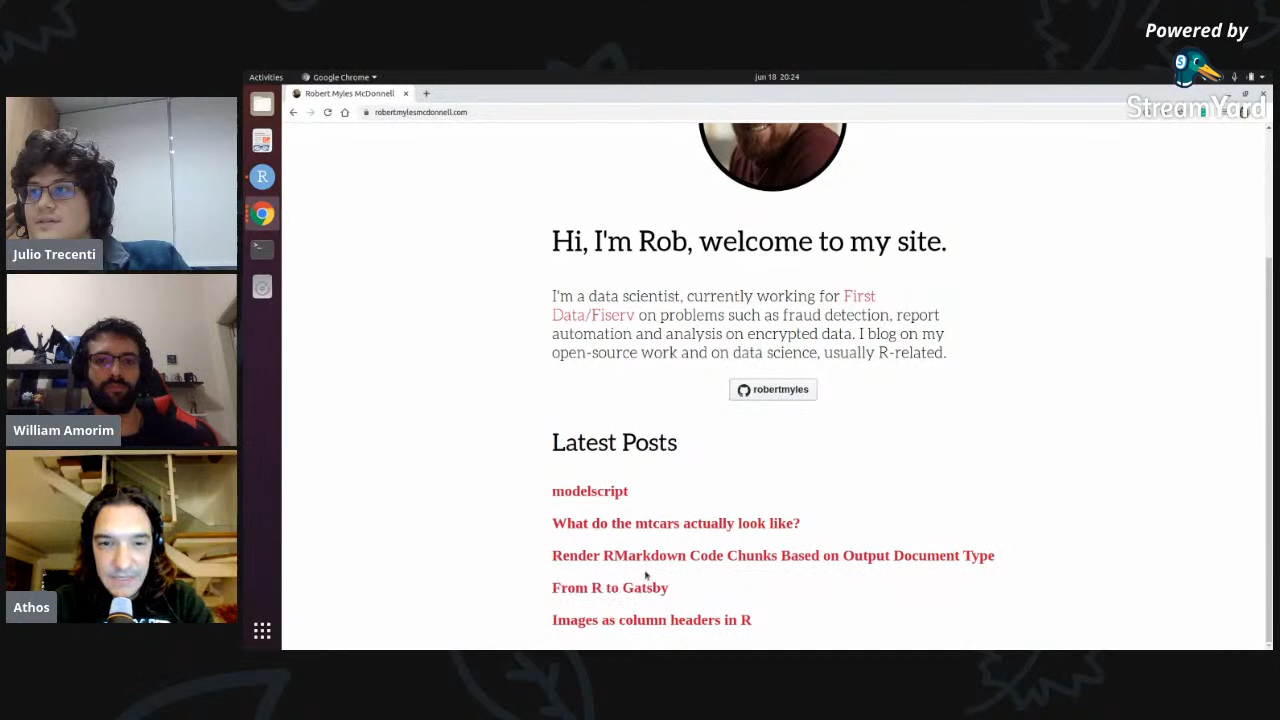 Powered by
StreamYard
Activities
Google Chrome
jun 18 20:24
Robert Myles McDonnell
robertmylesmcdonnell.com
Hi, I'm Rob, welcome to my site.
I'm a data scientist, currently working for First
Data/Fiserv on problems such as fraud detection, report
automation and analysis on encrypted data. I blog on my
open-source work and on data science, usually R-related.
robertmyles
Latest Posts
modelscript
What do the mtcars actually look like?
Render RMarkdown Code Chunks Based on Output Document Type
From R to Gatsby
Images as column headers in R
Julio Trecenti
William Amorim
Athos